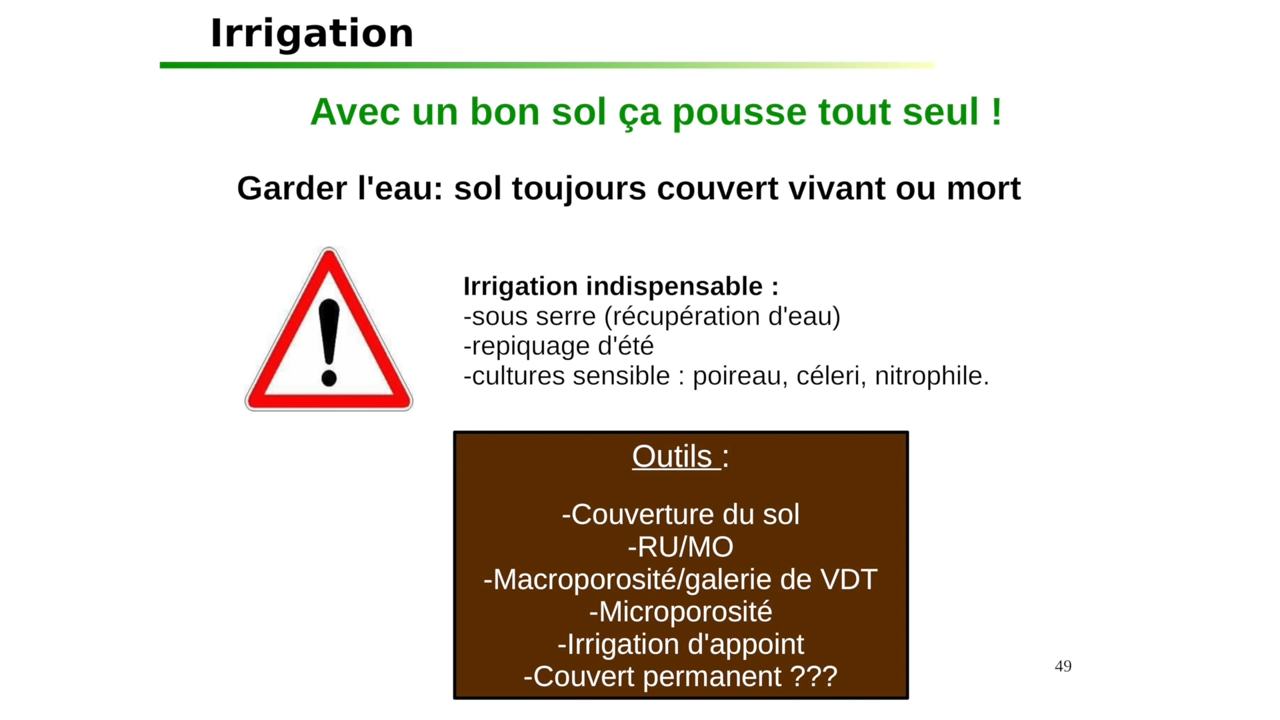 Irrigation
Avec un bon sol ça pousse tout seul !
Garder l'eau: sol toujours couvert vivant ou mort
Irrigation indispensable :
-sous serre (récupération d'eau)
-repiquage d'été
-cultures sensible : poireau, céleri, nitrophile.
Outils :
-Couverture du sol
-RU/MO
-Macroporosité/galerie de VDT
-Microporosité
-Irrigation d'appoint
-Couvert permanent ???
49